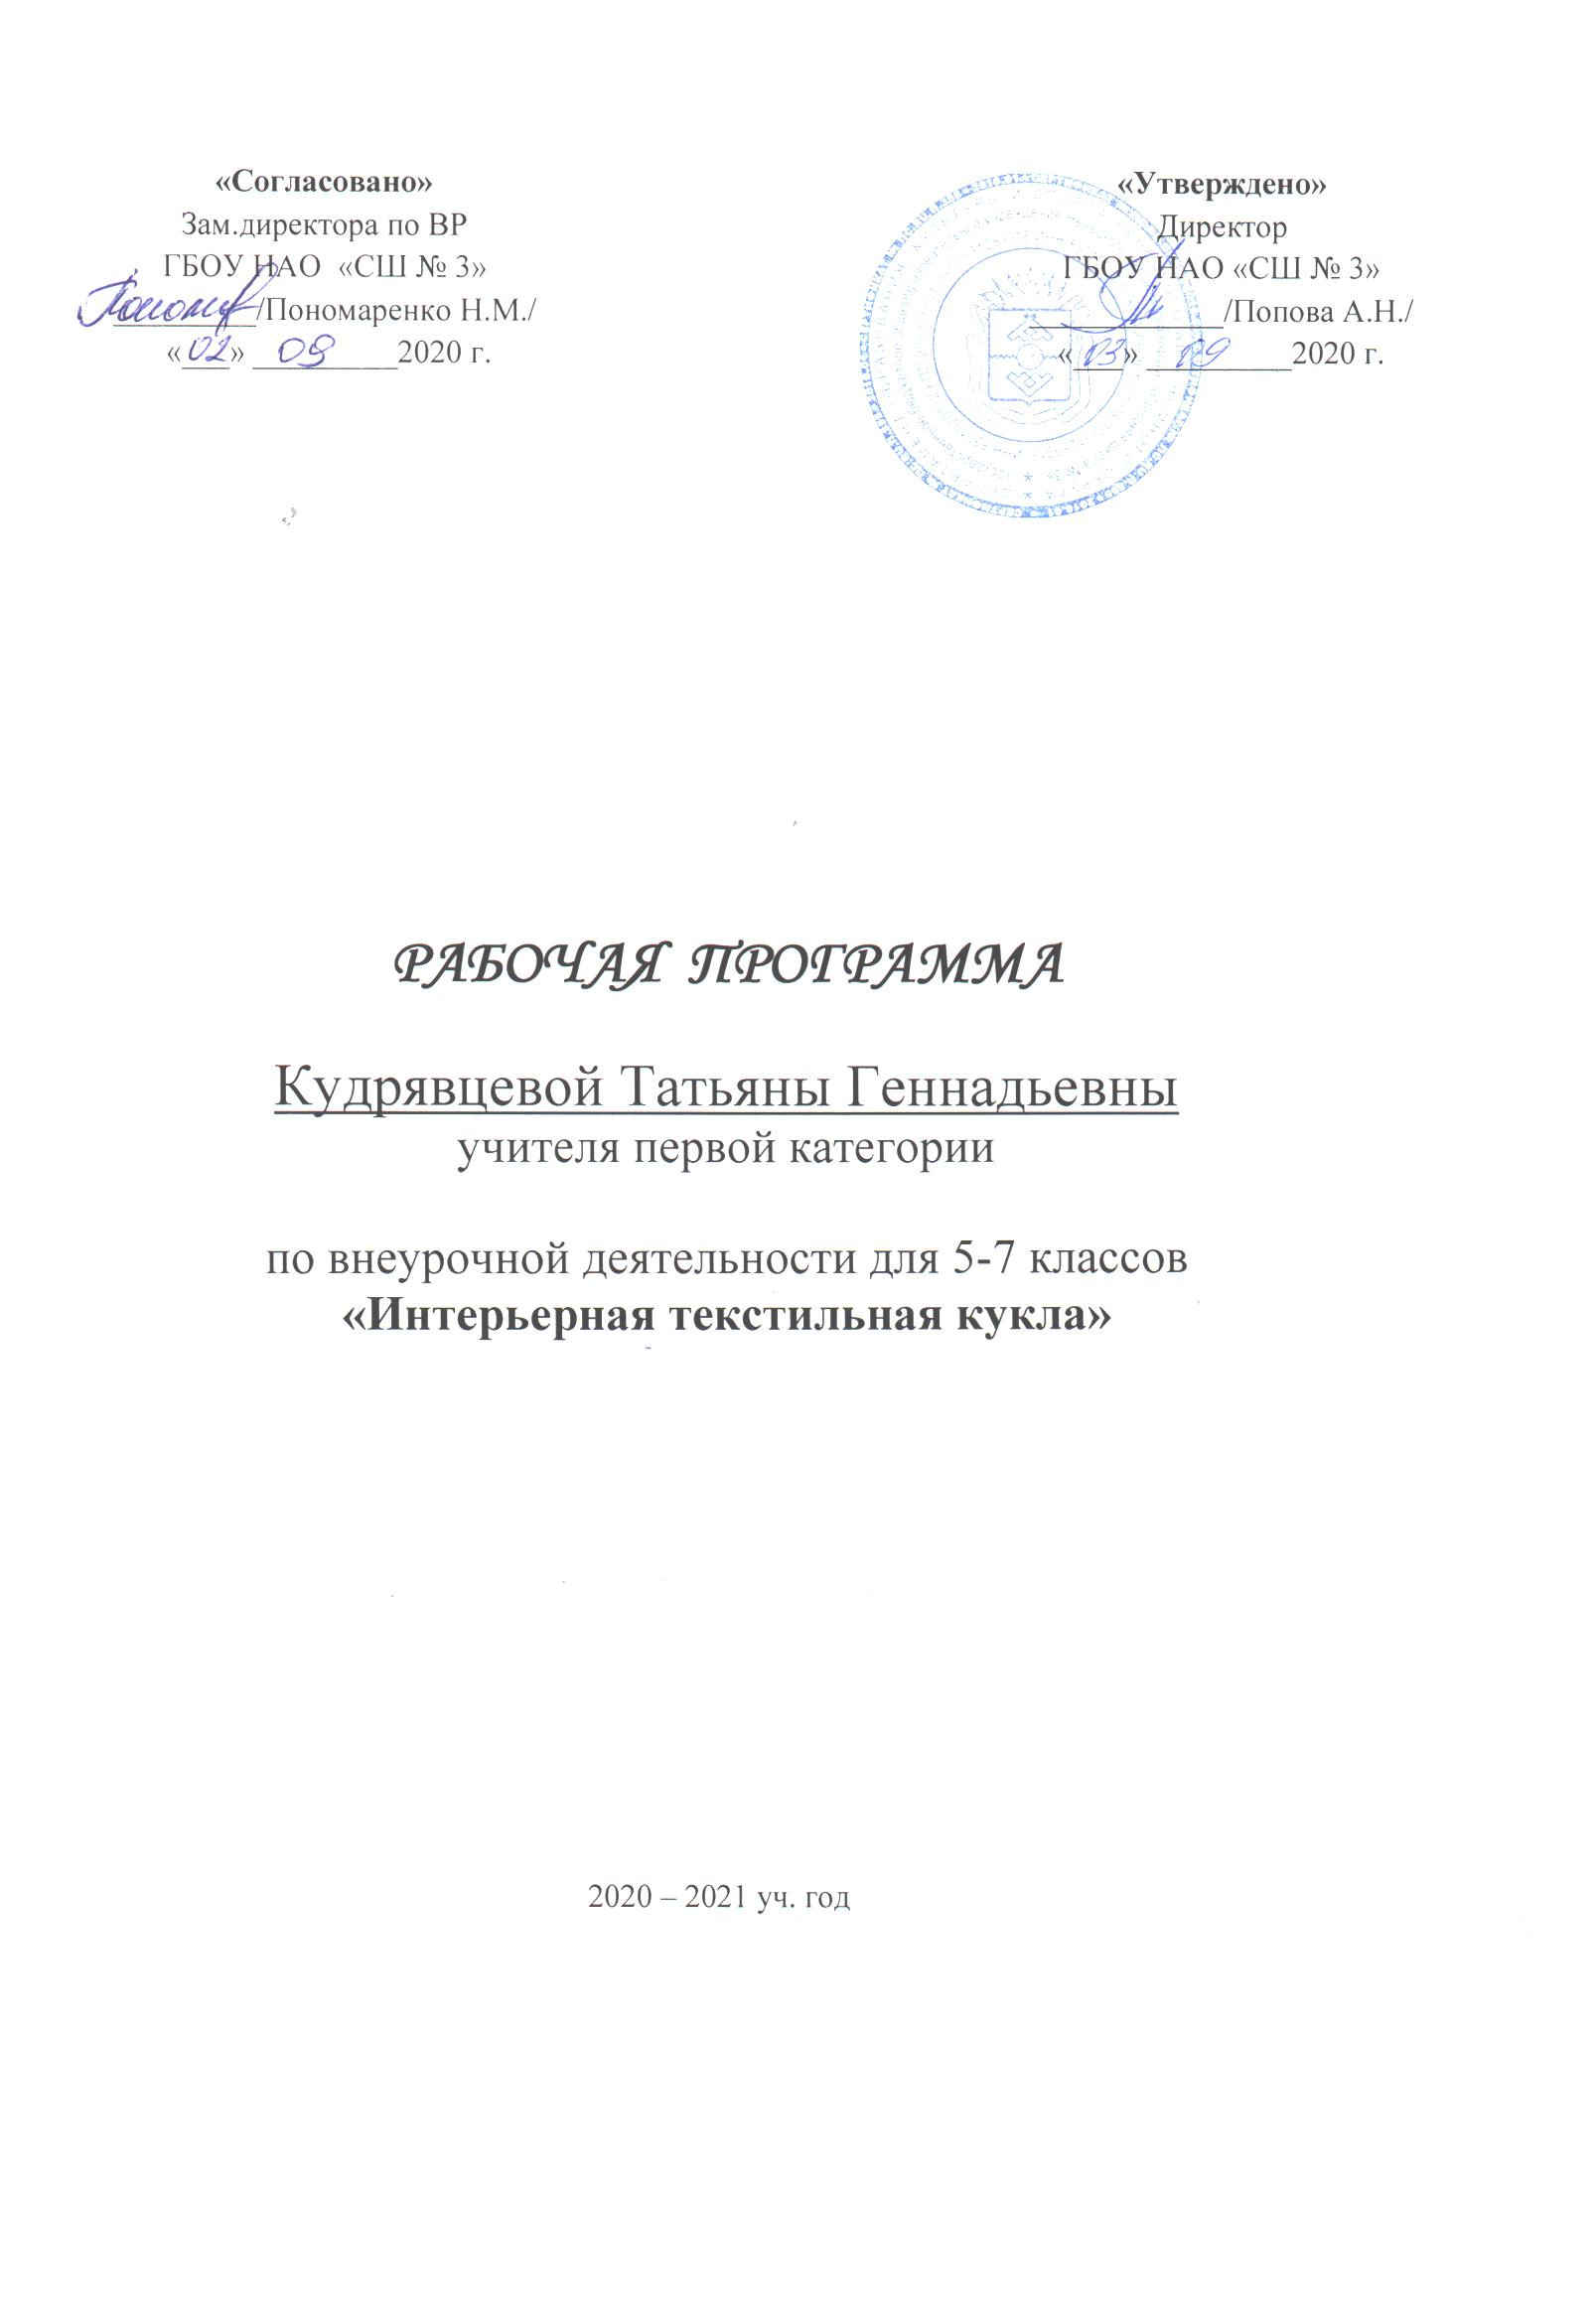 «Согласовано»
Зам.директора по ВР
ГБОУ НАО «СШ № 3»
/Пономаренко Н.М./
«02» 09 2020 г.
«Утверждено»
Директор
ГБОУ НАО «СШ № 3»
/Попова А.Н./
«03» 09 2020 г.
РАБОЧАЯ ПРОГРАММА
Кудрявцевой Татьяны Геннадьевны
учителя первой категории
по внеурочной деятельности для 5-7 классов
«Интерьерная текстильная кукла»
2020 – 2021 уч. год